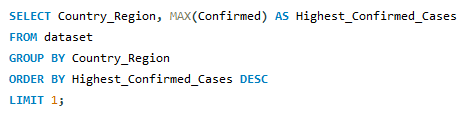 SELECT Country_Region, MAX(Confirmed) AS Highest_Confirmed_Cases
FROM dataset
GROUP BY Country_Region
ORDER BY Highest_Confirmed_Cases DESC
LIMIT 1;